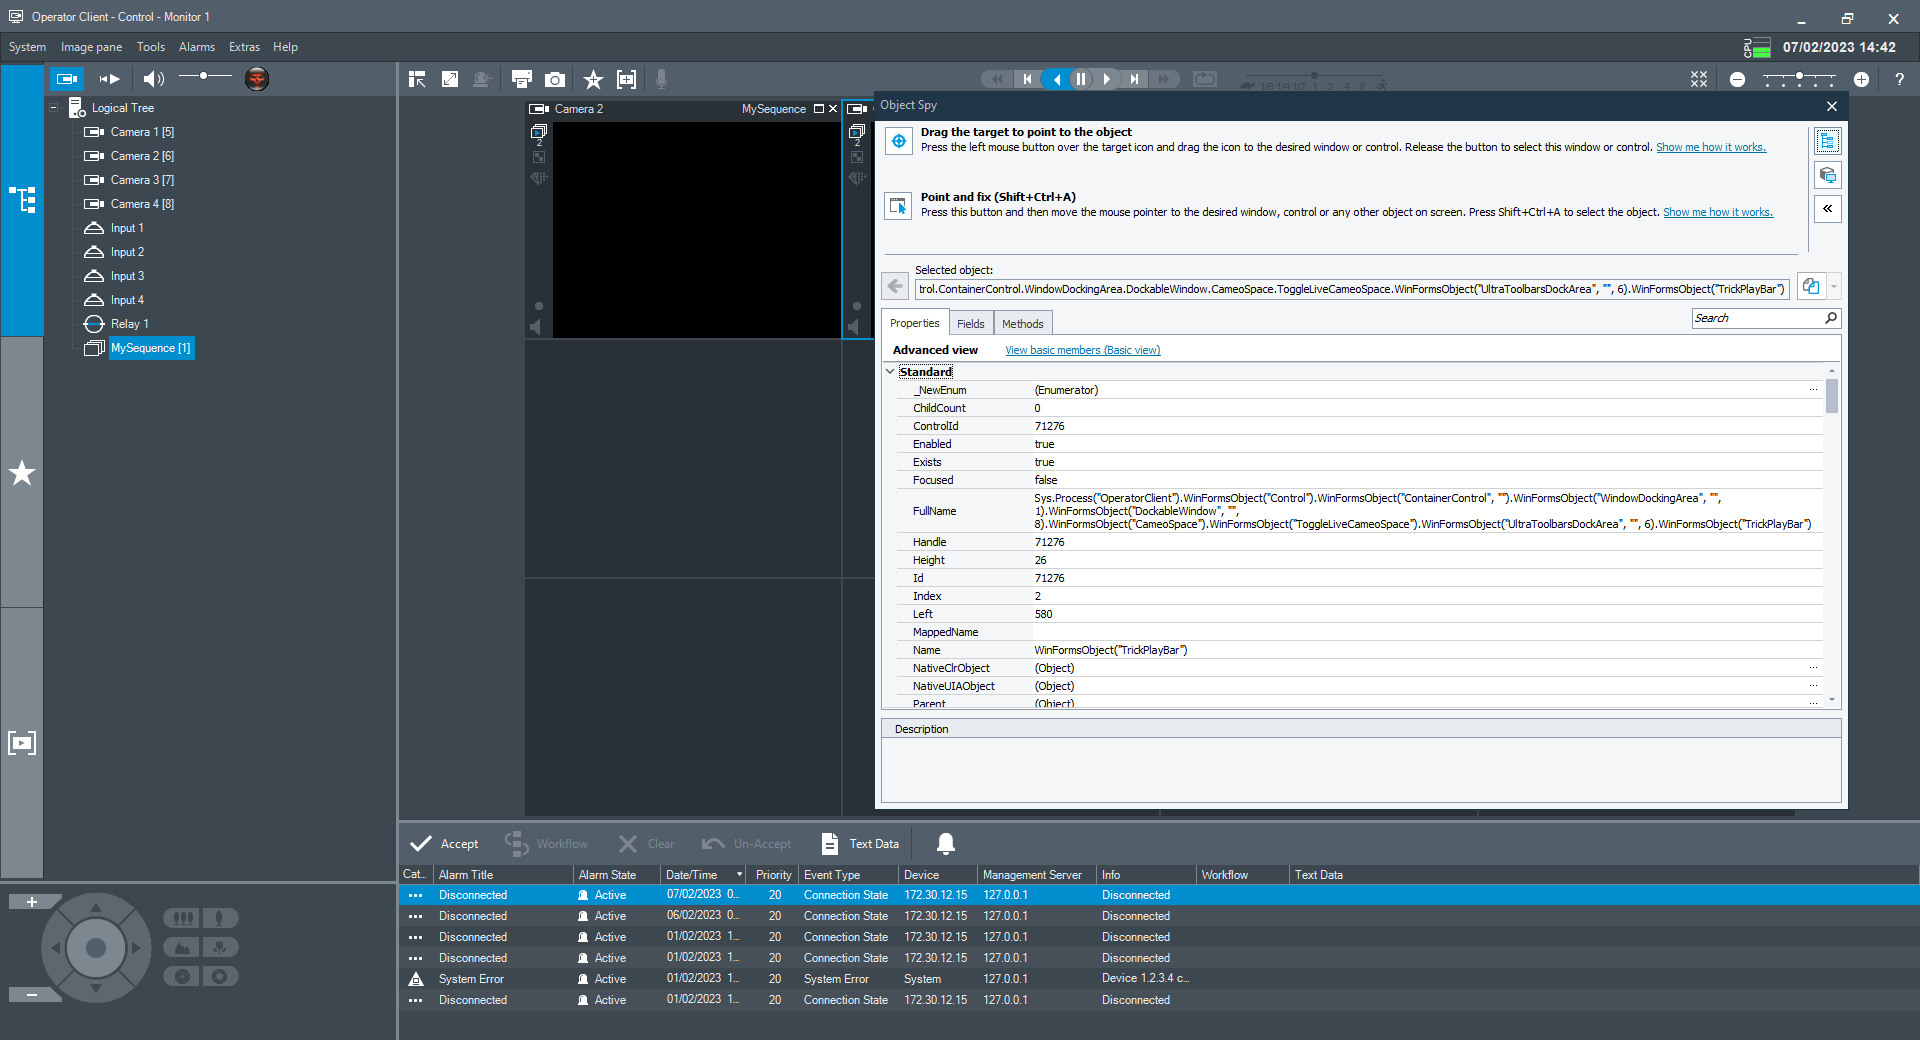 Operator Client - Control - Monitor 1
System Image pane Tools Alarms Extras Help
CPU 07/02/2023 14:42
Logical Tree
Camera 1 [5]
Camera 2 [6]
Camera 3 [7]
Camera 4 [8]
Input 1
Input 2
Input 3
Input 4
Relay 1
MySequence [1]
1/8 1/4 1/2 1 2 4 8
?
Camera 2 MySequence
2
2
Object Spy
Drag the target to point to the object
Press the left mouse button over the target icon and drag the icon to the desired window or control. Release the button to select this window or control. Show me how it works.
Point and fix (Shift+Ctrl+A)
Press this button and then move the mouse pointer to the desired window, control or any other object on screen. Press Shift+Ctrl+A to select the object. Show me how it works.
Selected object:
trol.ContainerControl.WindowDockingArea.DockableWindow.CameoSpace.ToggleLiveCameoSpace.WinFormsObject("UltraToolbarsDockArea", "", 6).WinFormsObject("TrickPlayBar")
Properties Fields Methods Search
Advanced view View basic members (Basic view)
Standard
_NewEnum (Enumerator) ...
ChildCount 0
ControlId 71276
Enabled true
Exists true
Focused false
FullName Sys.Process("OperatorClient").WinFormsObject("Control").WinFormsObject("ContainerControl", "").WinFormsObject("WindowDockingArea", "",
1).WinFormsObject("DockableWindow", "",
8).WinFormsObject("CameoSpace").WinFormsObject("ToggleLiveCameoSpace").WinFormsObject("UltraToolbarsDockArea", "", 6).WinFormsObject("TrickPlayBar")
Handle 71276
Height 26
Id 71276
Index 2
Left 580
MappedName
Name WinFormsObject("TrickPlayBar")
NativeClrObject (Object) ...
NativeUIAObject (Object) ...
Parent (Object) ...
Description
Accept Workflow Clear Un-Accept Text Data
Cat... Alarm Title Alarm State Date/Time Priority Event Type Device Management Server Info Workflow Text Data
Disconnected Active 07/02/2023 0... 20 Connection State 172.30.12.15 127.0.0.1 Disconnected
Disconnected Active 06/02/2023 0... 20 Connection State 172.30.12.15 127.0.0.1 Disconnected
Disconnected Active 01/02/2023 1... 20 Connection State 172.30.12.15 127.0.0.1 Disconnected
Disconnected Active 01/02/2023 1... 20 Connection State 172.30.12.15 127.0.0.1 Disconnected
System Error Active 01/02/2023 1... 20 System Error System 127.0.0.1 Device 1.2.3.4 c...
Disconnected Active 01/02/2023 1... 20 Connection State 172.30.12.15 127.0.0.1 Disconnected